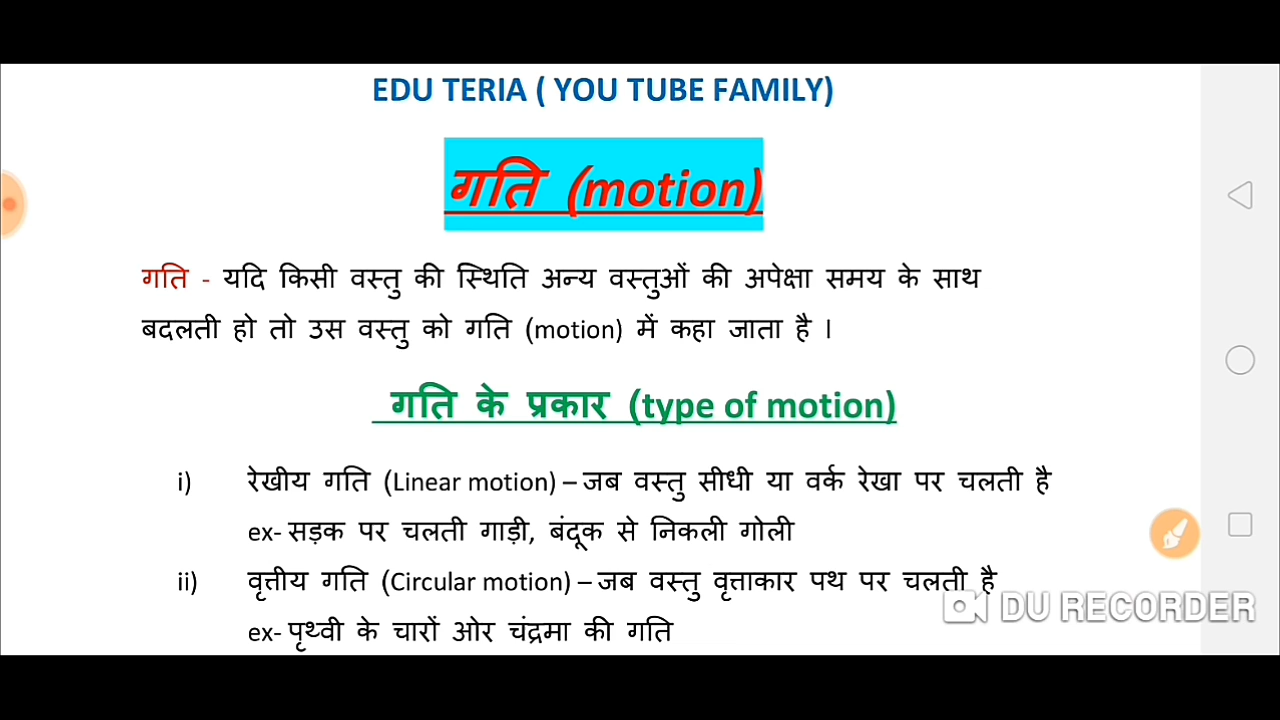 EDU TERIA ( YOU TUBE FAMILY)
गति (motion)
गति - यदि किसी वस्तु की स्थिति अन्य वस्तुओं की अपेक्षा समय के साथ
बदलती हो तो उस वस्तु को गति (motion) में कहा जाता है ।
गति के प्रकार (type of motion)
i) रेखीय गति (Linear motion) – जब वस्तु सीधी या वर्क रेखा पर चलती है
ex- सड़क पर चलती गाड़ी, बंदूक से निकली गोली
ii) वृत्तीय गति (Circular motion) – जब वस्तु वृत्ताकार पथ पर चलती है
ex- पृथ्वी के चारों ओर चंद्रमा की गति
DU RECORDER